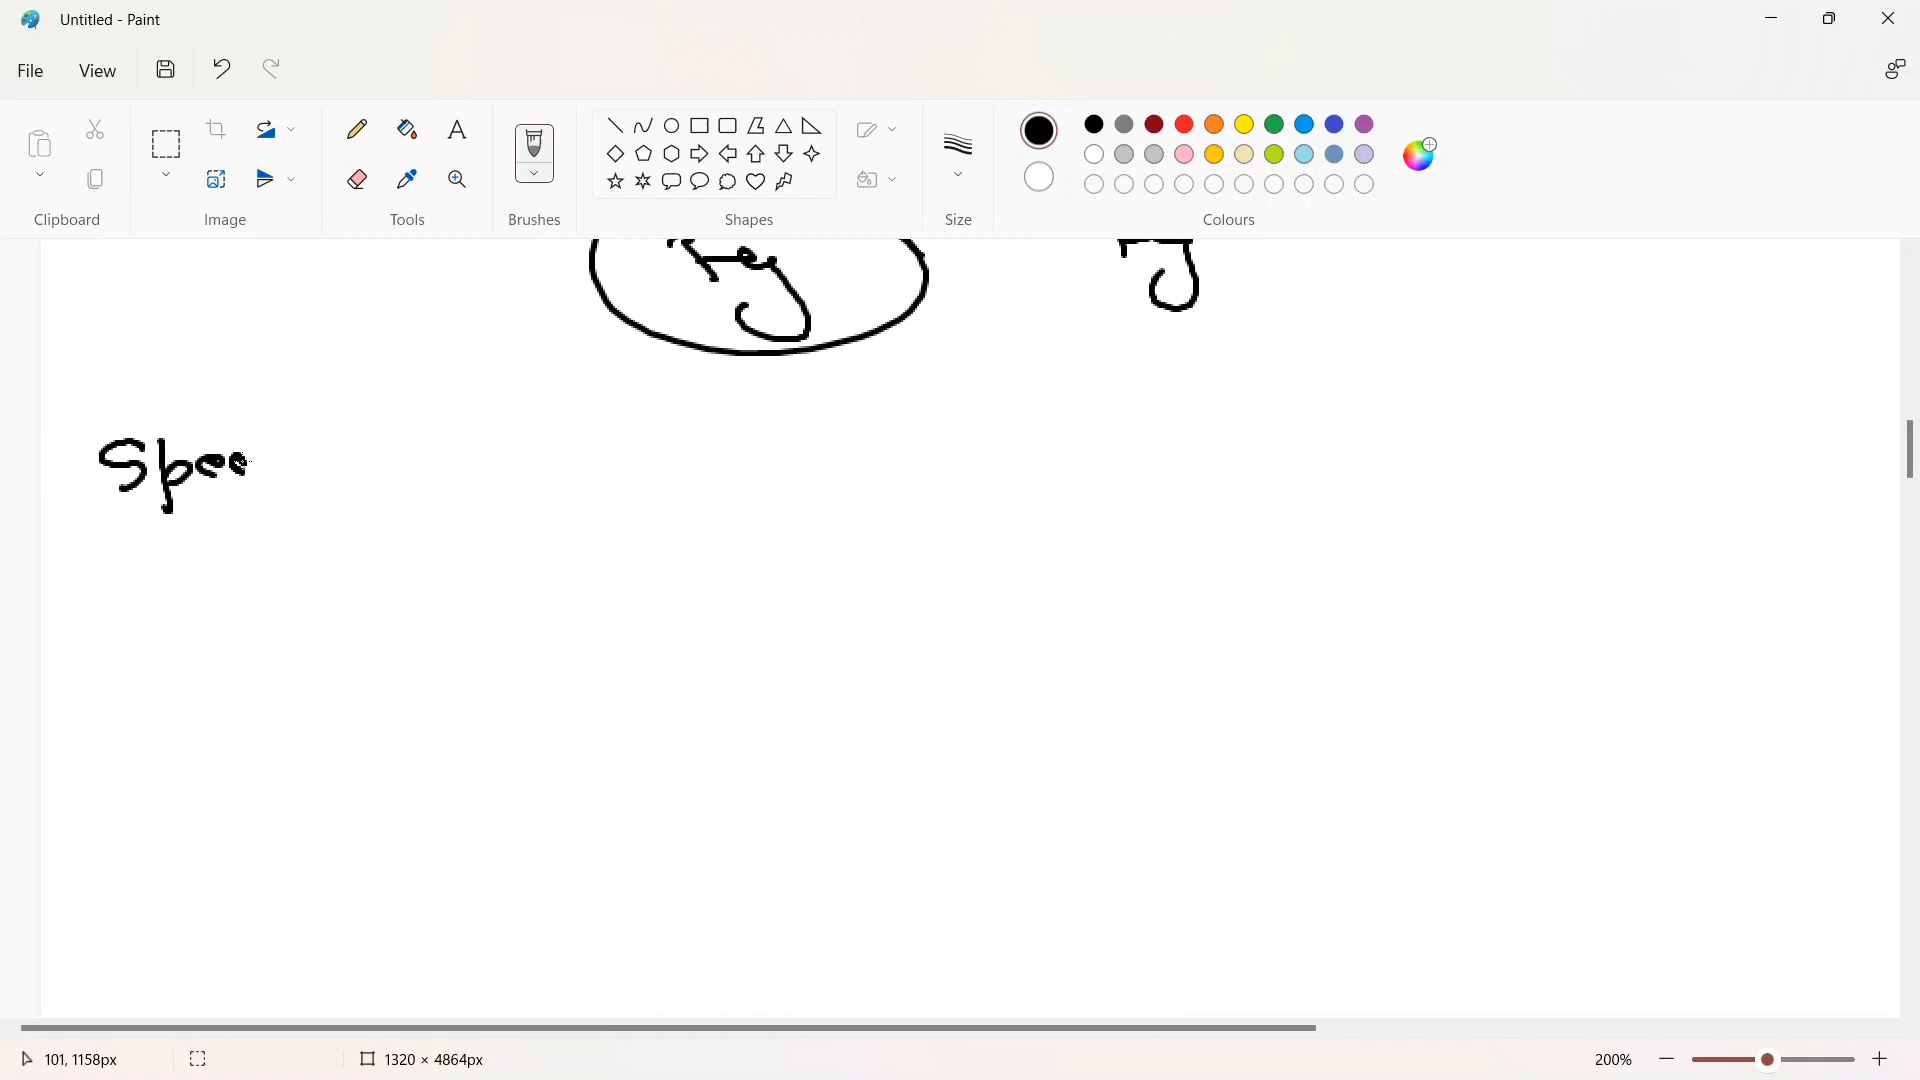 Untitled - Paint
File View
Clipboard
Image
Tools
Brushes
Shapes
Size
Colours
Spee
101, 1158px
1320 × 4864px
200%